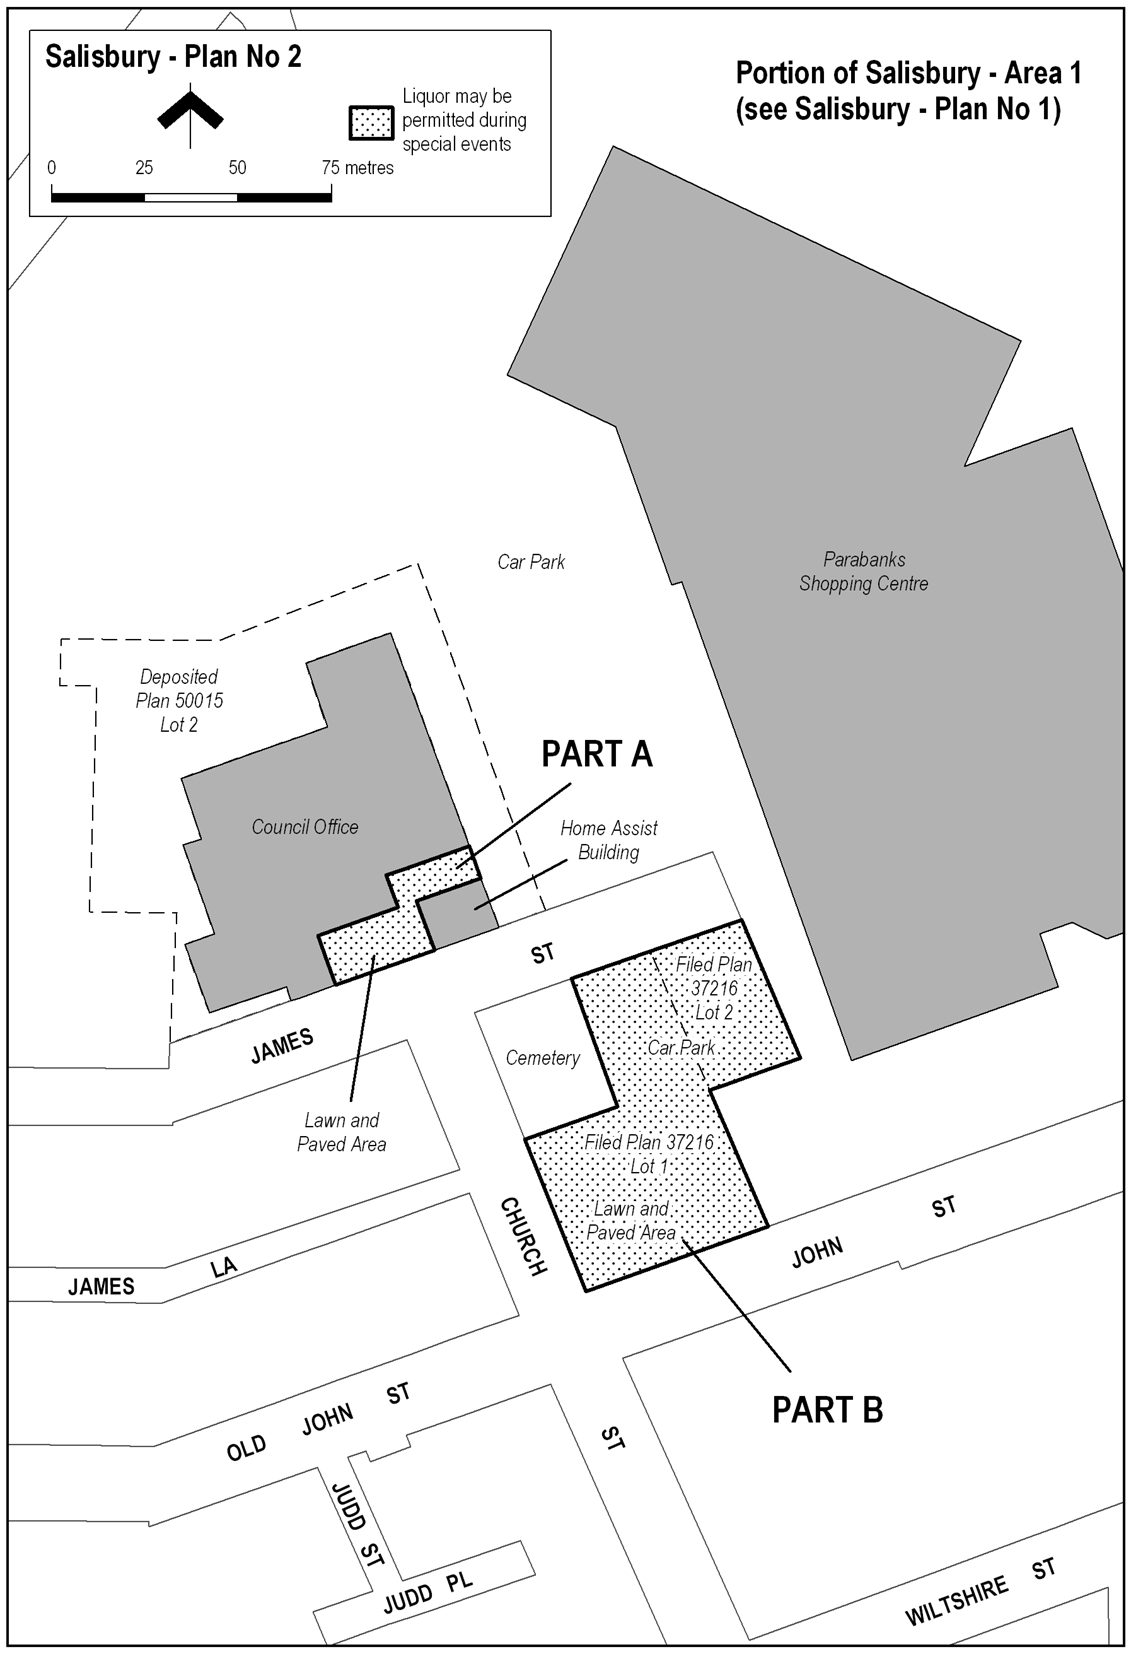 Salisbury - Plan No 2
Liquor may be
permitted during
special events
0 25 50 75 metres
Portion of Salisbury - Area 1
(see Salisbury - Plan No 1)
Car Park
Parabanks
Shopping Centre
Deposited
Plan 50015
Lot 2
PART A
Council Office
Home Assist
Building
ST
Filed Plan
37216
Lot 2
JAMES
Cemetery
Car Park
Lawn and
Paved Area
Filed Plan 37216
Lot 1
Lawn and
Paved Area
CHURCH
ST
JOHN
LA
JAMES
PART B
ST
JOHN
OLD
ST
JUDD ST
JUDD PL
WILTSHIRE ST